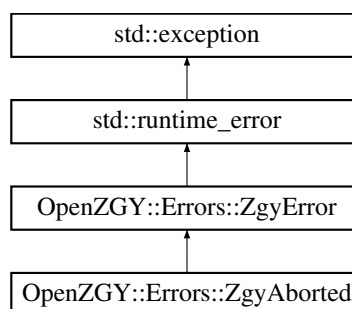 std::exception
std::runtime_error
OpenZGY::Errors::ZgyError
OpenZGY::Errors::ZgyAborted